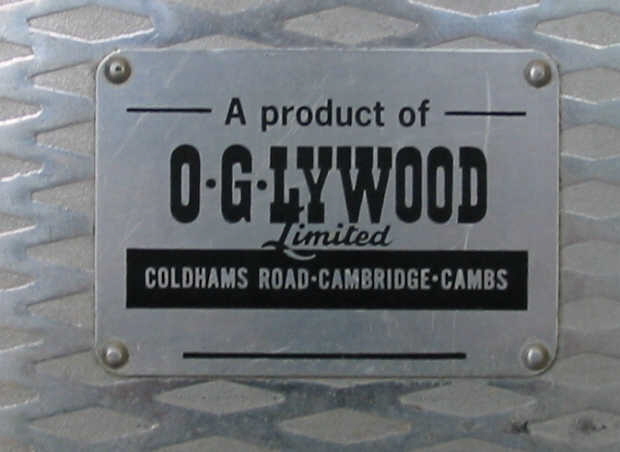 A product of
O·G·LYWOOD
Limited
COLDHAMS ROAD·CAMBRIDGE·CAMBS